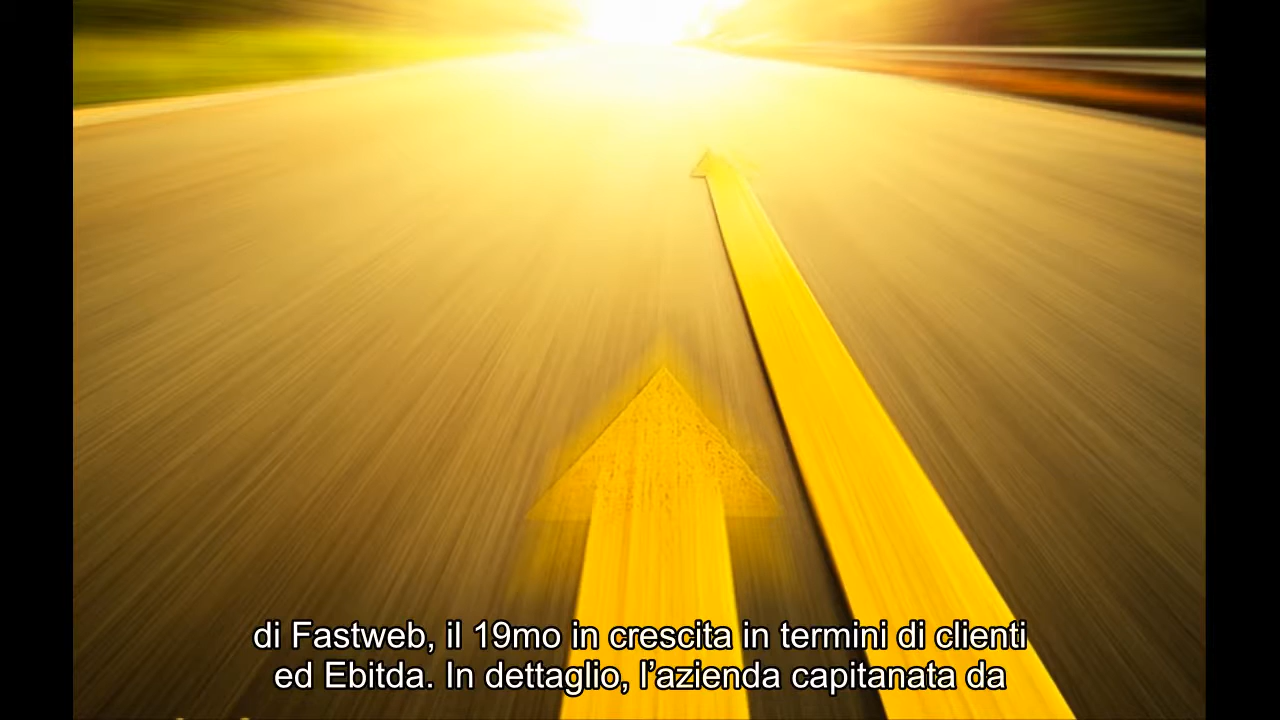 di Fastweb, il 19mo in crescita in termini di clienti
ed Ebitda. In dettaglio, l’azienda capitanata da